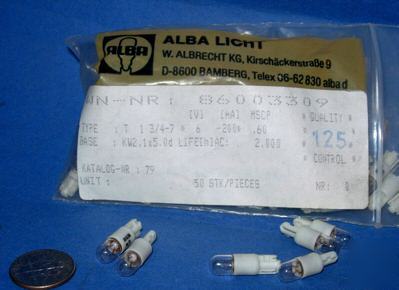 ALBA
ALBA LICHT
W. ALBRECHT KG, Kirschäckerstraße 9
D-8600 BAMBERG, Telex 06-62 830 alba d
WN-NR: 86003309
[V] [MA] MSCP
QUALITY
TYPE : T 1 3/4-7 * 6 -200* .60
125
BASE : KW2.1x5.0d LIFE[h]AC: 2.000
CONTROL
KATALOG-NR : 79
UNIT : 50 STK/PIECES NR: 0